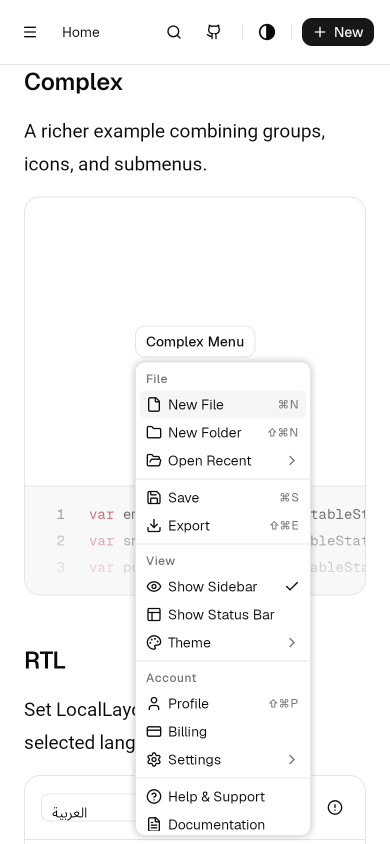 Home
New
Complex
A richer example combining groups,
icons, and submenus.
Complex Menu
File
New File ⌘N
New Folder ⇧⌘N
Open Recent
Save ⌘S
Export ⇧⌘E
View
Show Sidebar
Show Status Bar
Theme
Account
Profile ⇧⌘P
Billing
Settings
Help & Support
Documentation
1 var
2 var
3 var
RTL
Set
selected
العربية